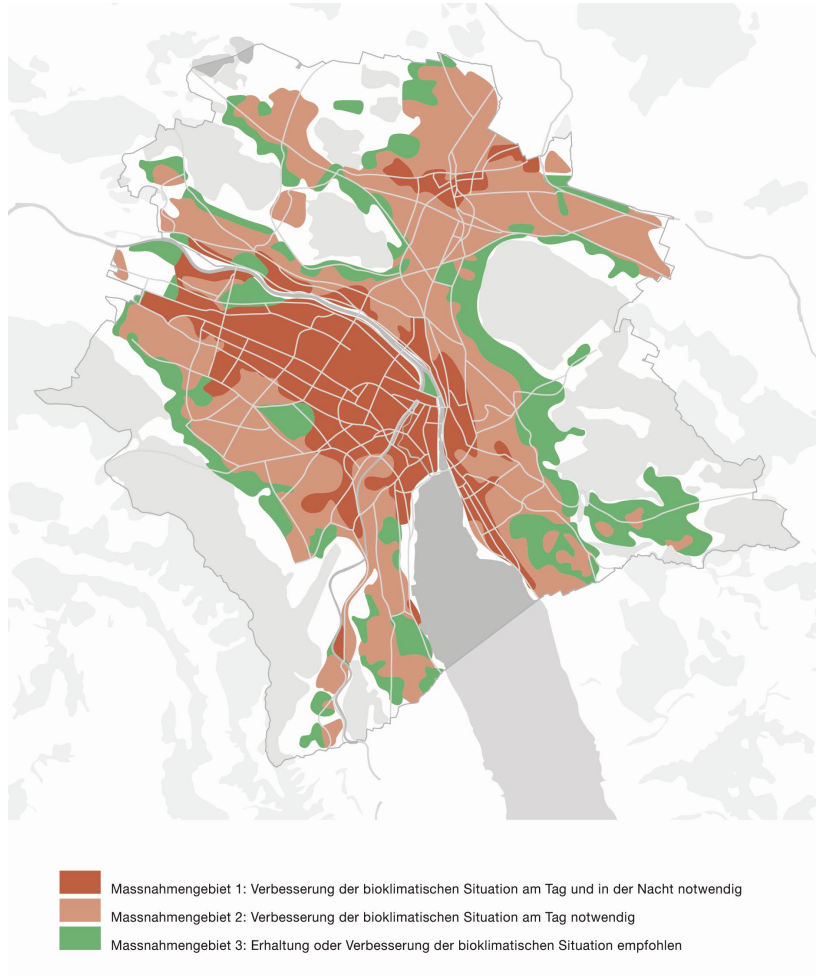 Massnahmengebiet 1: Verbesserung der bioklimatischen Situation am Tag und in der Nacht notwendig
Massnahmengebiet 2: Verbesserung der bioklimatischen Situation am Tag notwendig
Massnahmengebiet 3: Erhaltung oder Verbesserung der bioklimatischen Situation empfohlen